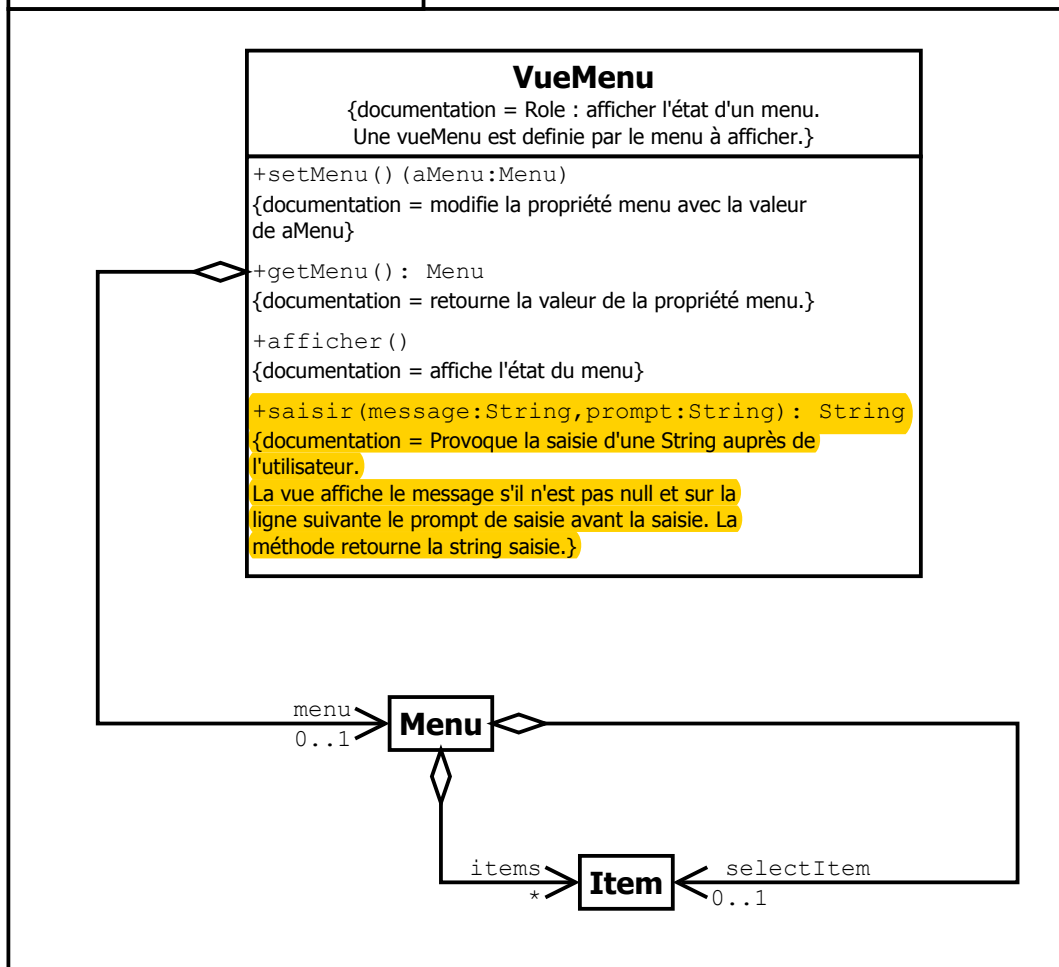 VueMenu
{documentation = Role : afficher l'état d'un menu.
Une vueMenu est definie par le menu à afficher.}
+setMenu()(aMenu:Menu)
{documentation = modifie la propriété menu avec la valeur
de aMenu}
+getMenu(): Menu
{documentation = retourne la valeur de la propriété menu.}
+afficher()
{documentation = affiche l'état du menu}
+saisir(message:String,prompt:String): String
{documentation = Provoque la saisie d'une String auprès de
l'utilisateur.
La vue affiche le message s'il n'est pas null et sur la
ligne suivante le prompt de saisie avant la saisie. La
méthode retourne la string saisie.}
menu
0..1
Menu
items
*
Item
selectItem
0..1